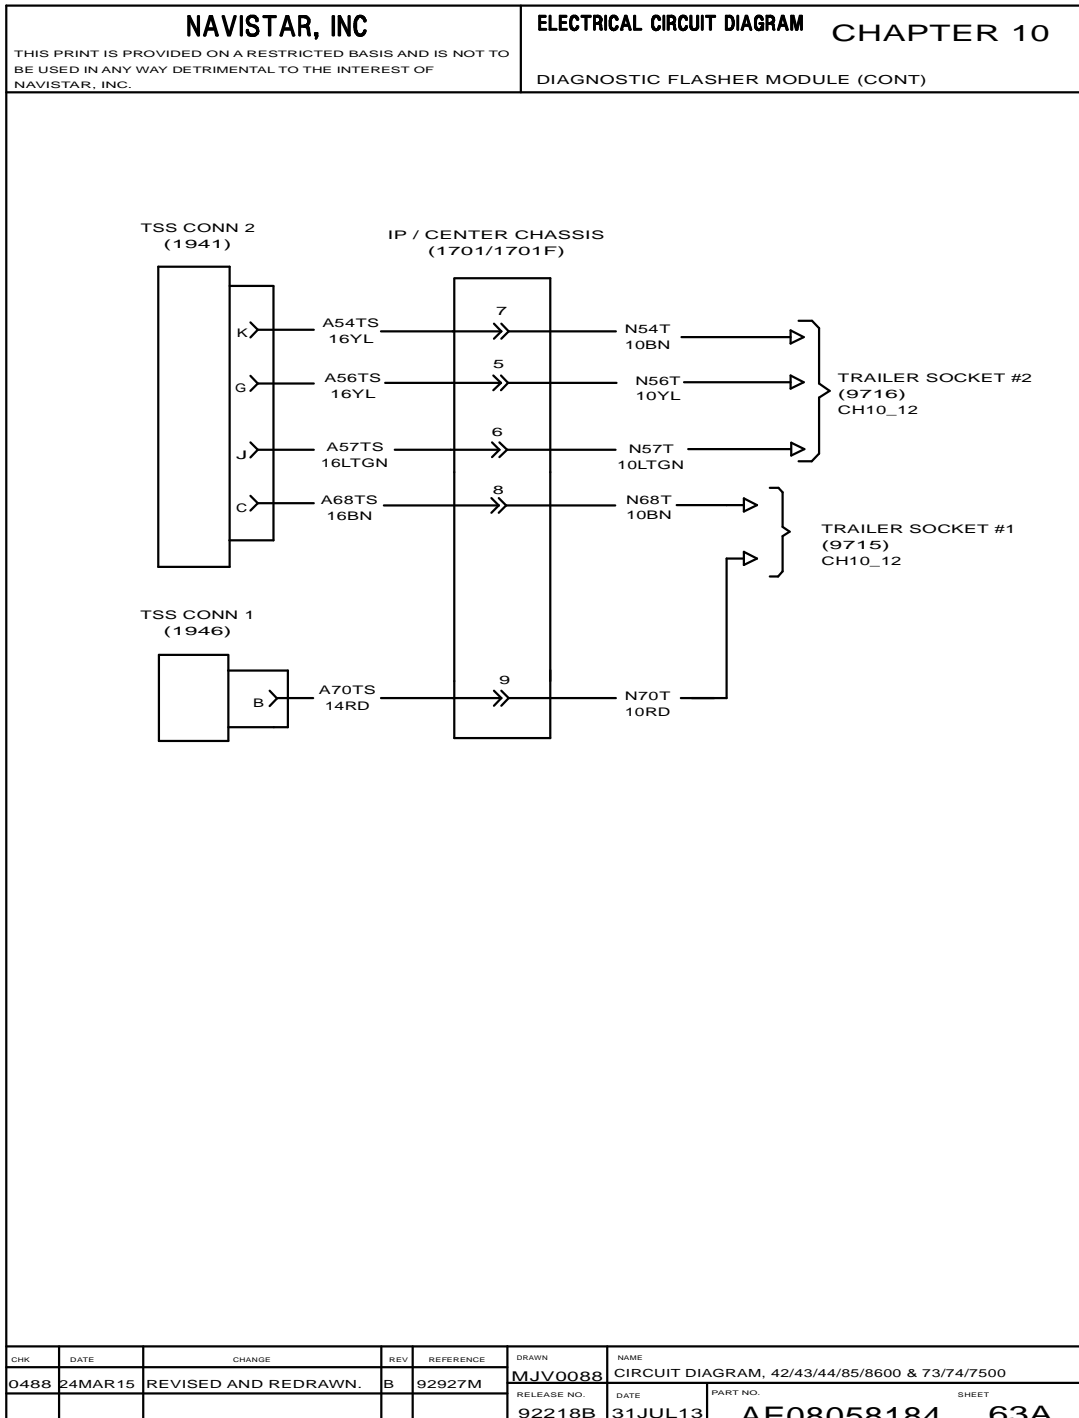 NAVISTAR, INC
THIS PRINT IS PROVIDED ON A RESTRICTED BASIS AND IS NOT TO
BE USED IN ANY WAY DETRIMENTAL TO THE INTEREST OF
NAVISTAR, INC.
ELECTRICAL CIRCUIT DIAGRAM
CHAPTER 10
DIAGNOSTIC FLASHER MODULE (CONT)
TSS CONN 2
(1941)
IP / CENTER CHASSIS
(1701/1701F)
K
A54TS
16YL
7
N54T
10BN
G
A56TS
16YL
5
N56T
10YL
TRAILER SOCKET #2
(9716)
CH10_12
J
A57TS
16LTGN
6
N57T
10LTGN
C
A68TS
16BN
8
N68T
10BN
TRAILER SOCKET #1
(9715)
CH10_12
TSS CONN 1
(1946)
B
A70TS
14RD
9
N70T
10RD
CHK DATE CHANGE REV REFERENCE
0488 24MAR15 REVISED AND REDRAWN. B 92927M
DRAWN
MJV0088
NAME
CIRCUIT DIAGRAM, 42/43/44/85/8600 & 73/74/7500
RELEASE NO.
92218B
DATE
31JUL13
PART NO.
AE08058184
SHEET
63A